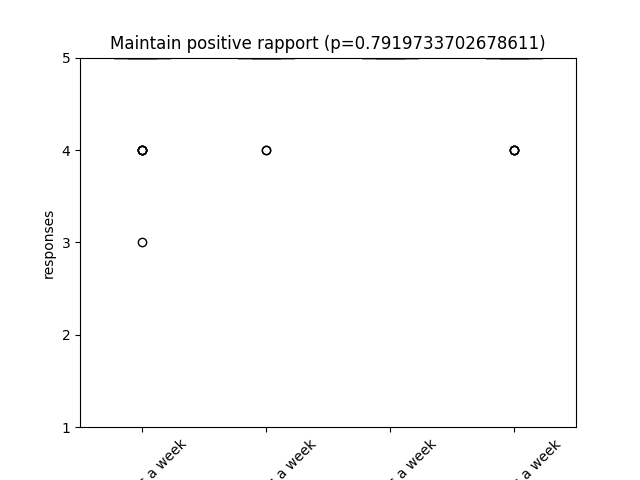 Maintain positive rapport (p=0.7919733702678611)
5
4
3
2
1
responses
a week
a week
a week
a week